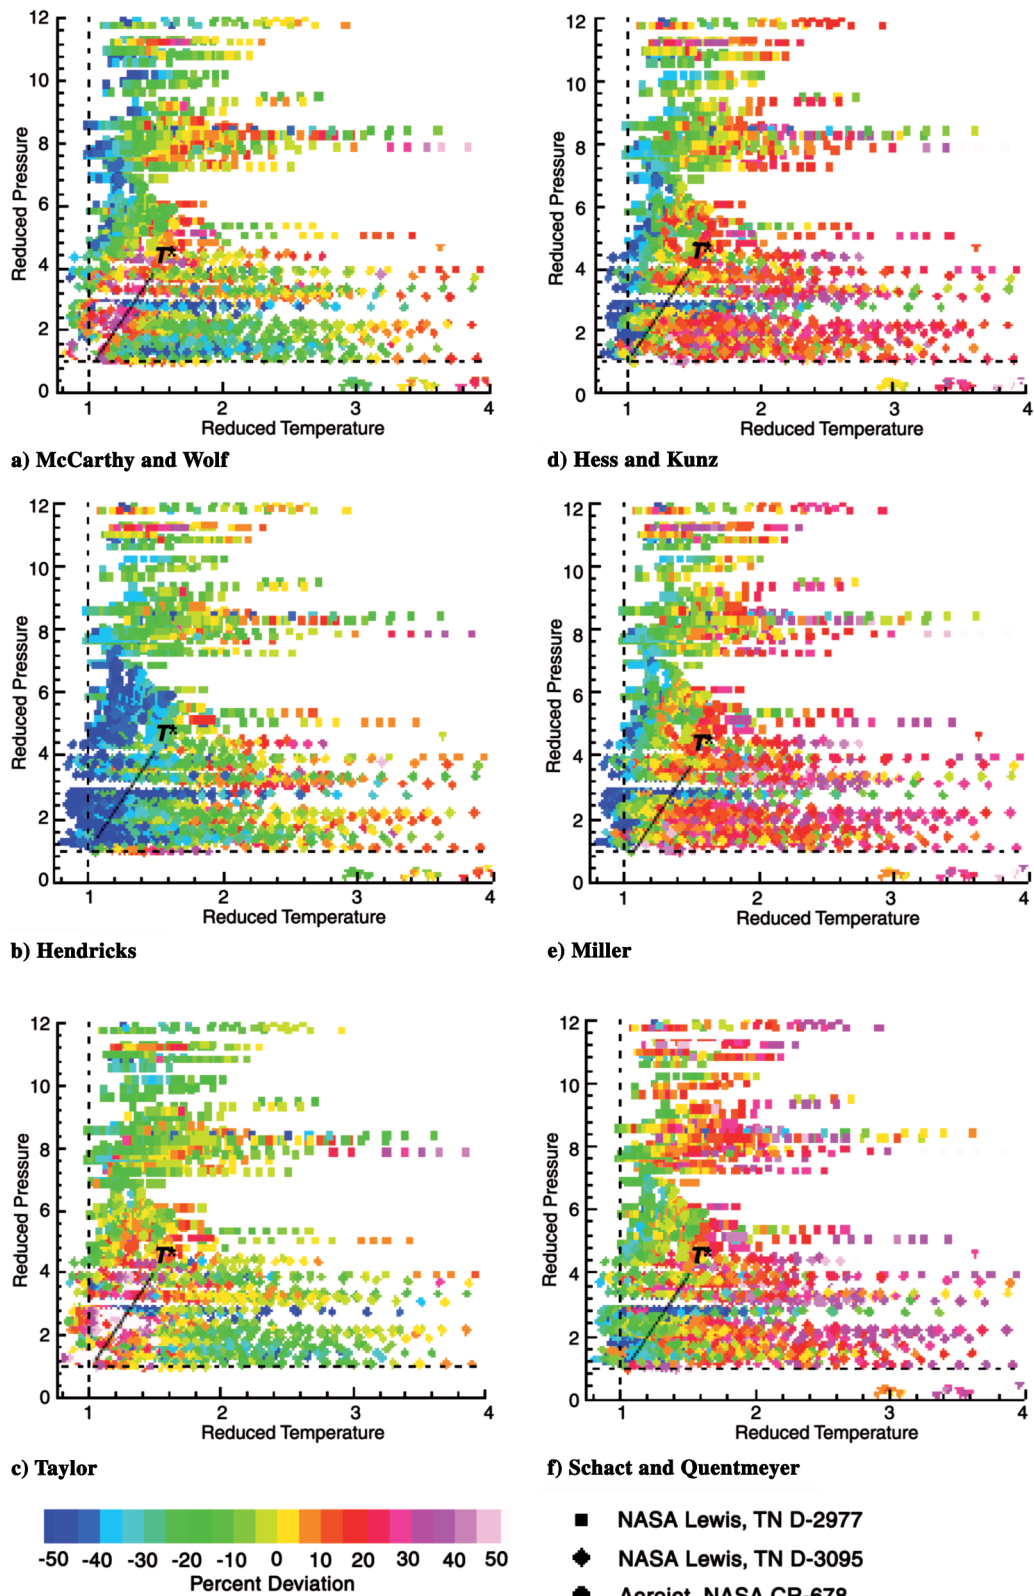 12
10
8
6
4
2
0
Reduced Pressure
T*
1 2 3 4
Reduced Temperature
a) McCarthy and Wolf
12
10
8
6
4
2
0
Reduced Pressure
T*
1 2 3 4
Reduced Temperature
d) Hess and Kunz
12
10
8
6
4
2
0
Reduced Pressure
T*
1 2 3 4
Reduced Temperature
b) Hendricks
12
10
8
6
4
2
0
Reduced Pressure
T*
1 2 3 4
Reduced Temperature
e) Miller
12
10
8
6
4
2
0
Reduced Pressure
T*
1 2 3 4
Reduced Temperature
c) Taylor
12
10
8
6
4
2
0
Reduced Pressure
T*
1 2 3 4
Reduced Temperature
f) Schact and Quentmeyer
-50 -40 -30 -20 -10 0 10 20 30 40 50
Percent Deviation
NASA Lewis, TN D-2977
NASA Lewis, TN D-3095
Aerojet, NASA CR-678